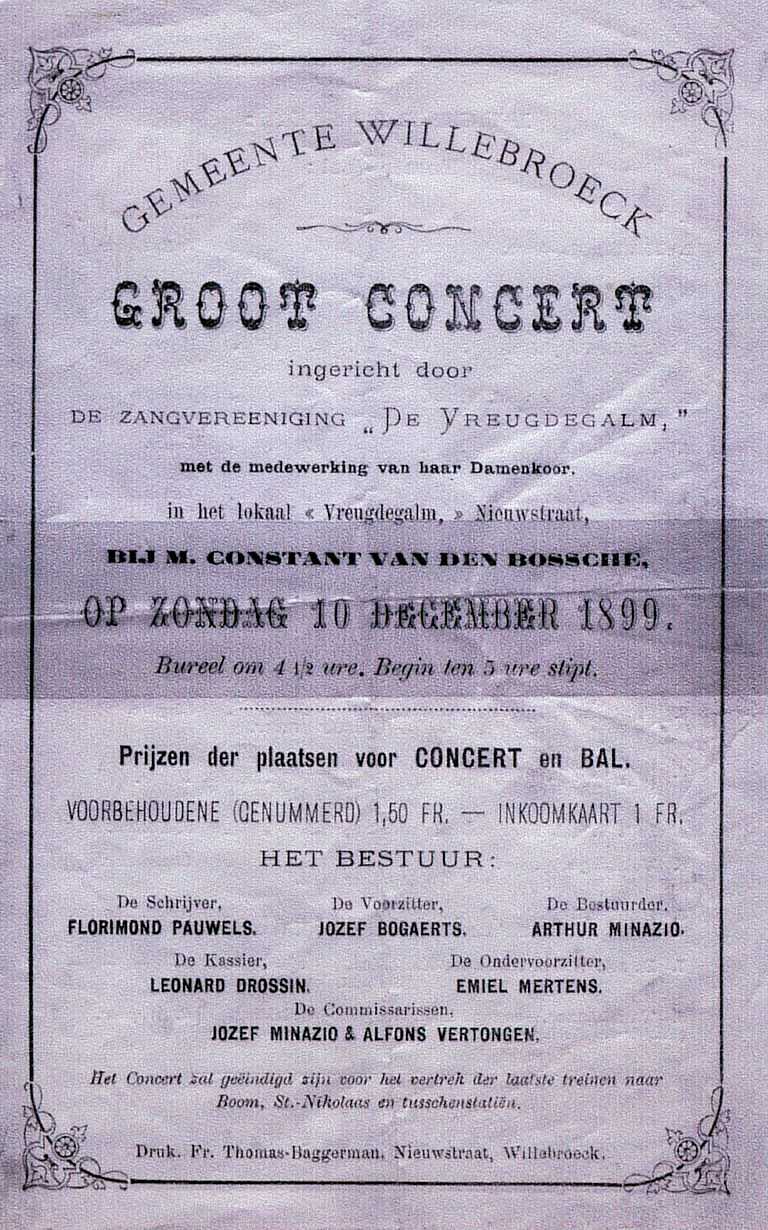 GEMEENTE WILLEBROECK
GROOT CONCERT
ingericht door
DE ZANGVEREENIGING „DE VREUGDEGALM,”
met de medewerking van haar Damenkoor.
in het lokaal « Vreugdegalm, » Nieuwstraat,
BIJ M. CONSTANT VAN DEN BOSSCHE,
OP ZONDAG 10 DECEMBER 1899.
Bureel om 4 1/2 ure. Begin ten 5 ure stipt.
Prijzen der plaatsen voor CONCERT en BAL.
VOORBEHOUDENE (GENUMMERD) 1,50 FR. — INKOOMKAART 1 FR.
HET BESTUUR:
De Schrijver, De Voorzitter, De Bestuurder,
FLORIMOND PAUWELS. JOZEF BOGAERTS. ARTHUR MINAZIO.
De Kassier, De Ondervoorzitter,
LEONARD DROSSIN. EMIEL MERTENS.
De Commissarissen,
JOZEF MINAZIO & ALFONS VERTONGEN.
Het Concert zal geëindigd zijn voor het vertrek der laatste treinen naar
Boom, St.-Nikolaas en tusschenstatiën.
Druk. Fr. Thomas-Baggerman, Nieuwstraat, Willebroeck.